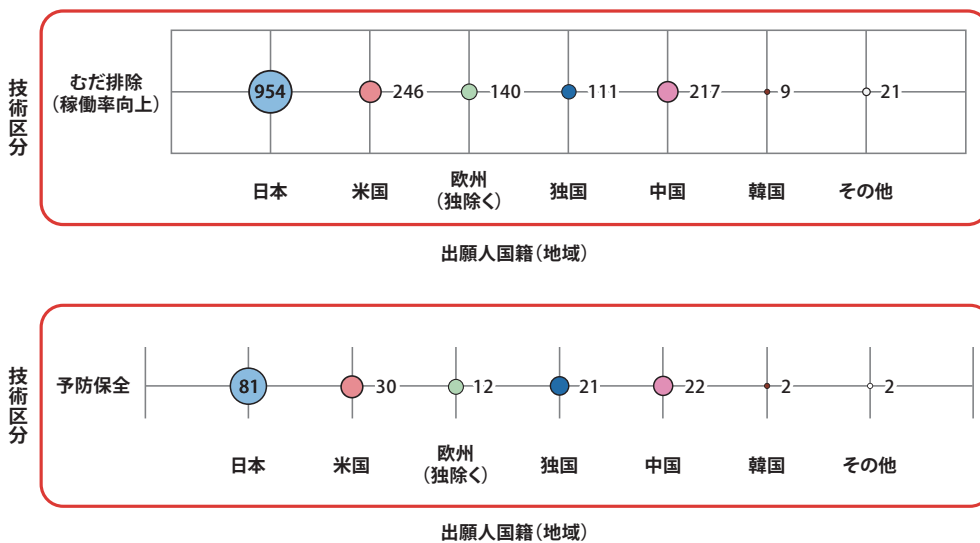 技術区分
むだ排除
（稼働率向上）
954 246 140 111 217 9 21
日本 米国 欧州 独国 中国 韓国 その他
（独除く）
出願人国籍（地域）
技術区分
予防保全
81 30 12 21 22 2 2
日本 米国 欧州 独国 中国 韓国 その他
（独除く）
出願人国籍（地域）